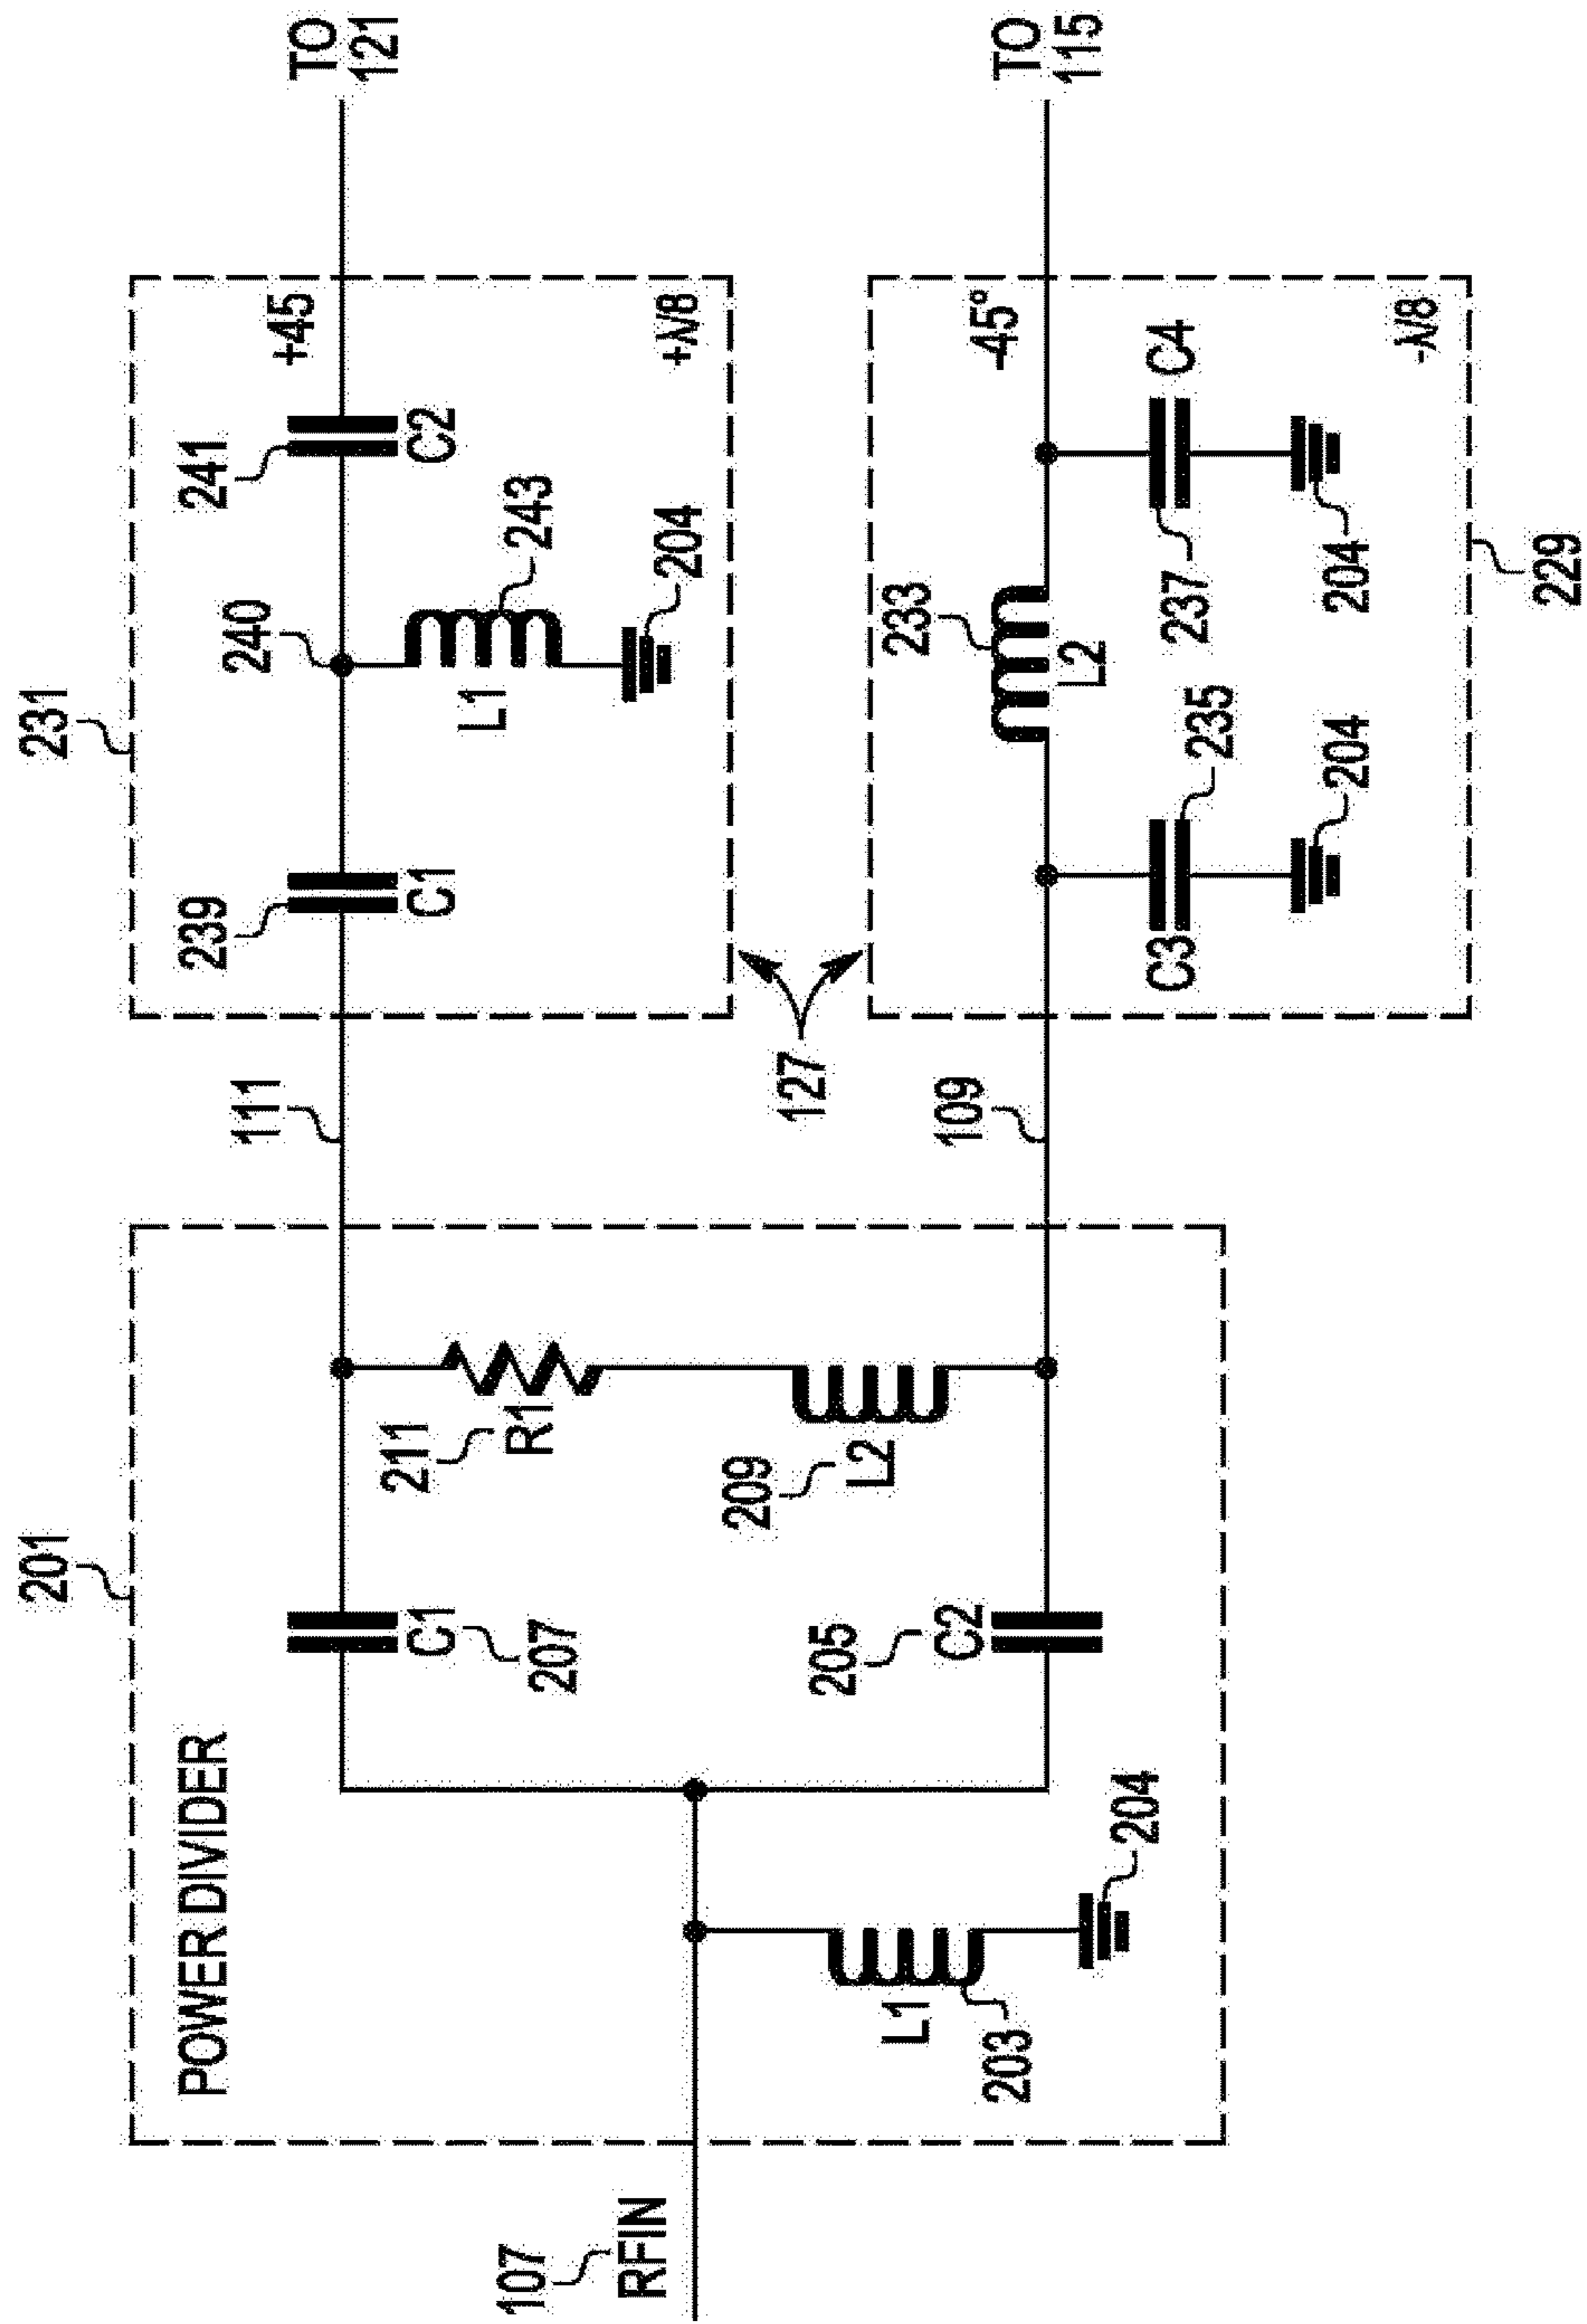 107
RFIN
201
POWER DIVIDER
L1
203
204
C1
207
205
C2
211
R1
209
L2
111
109
127
231
239
C1
240
241
C2
+45
243
L1
204
+λ/8
TO
121
233
L2
-45°
C3
235
204
237
C4
204
-λ/8
229
TO
115